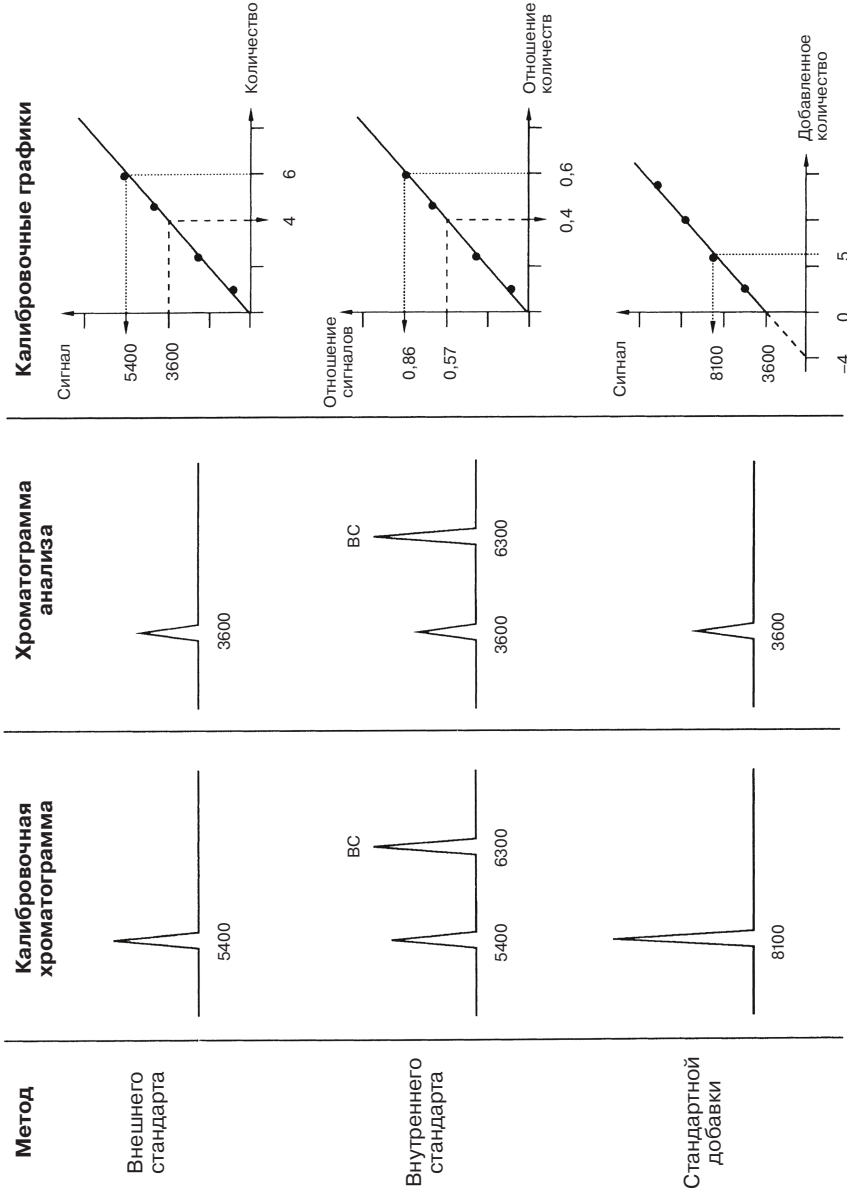 Метод
Калибровочная
хроматограмма
Хроматограмма
анализа
Калибровочные графики
Внешнего
стандарта
5400
3600
Сигнал
5400
3600
4
6
Количество
Внутреннего
стандарта
ВС
5400
6300
ВС
3600
6300
Отношение
сигналов
0,86
0,57
0,4
0,6
Отношение
количеств
Стандартной
добавки
8100
3600
Сигнал
8100
3600
−4
0
5
Добавленное
количество